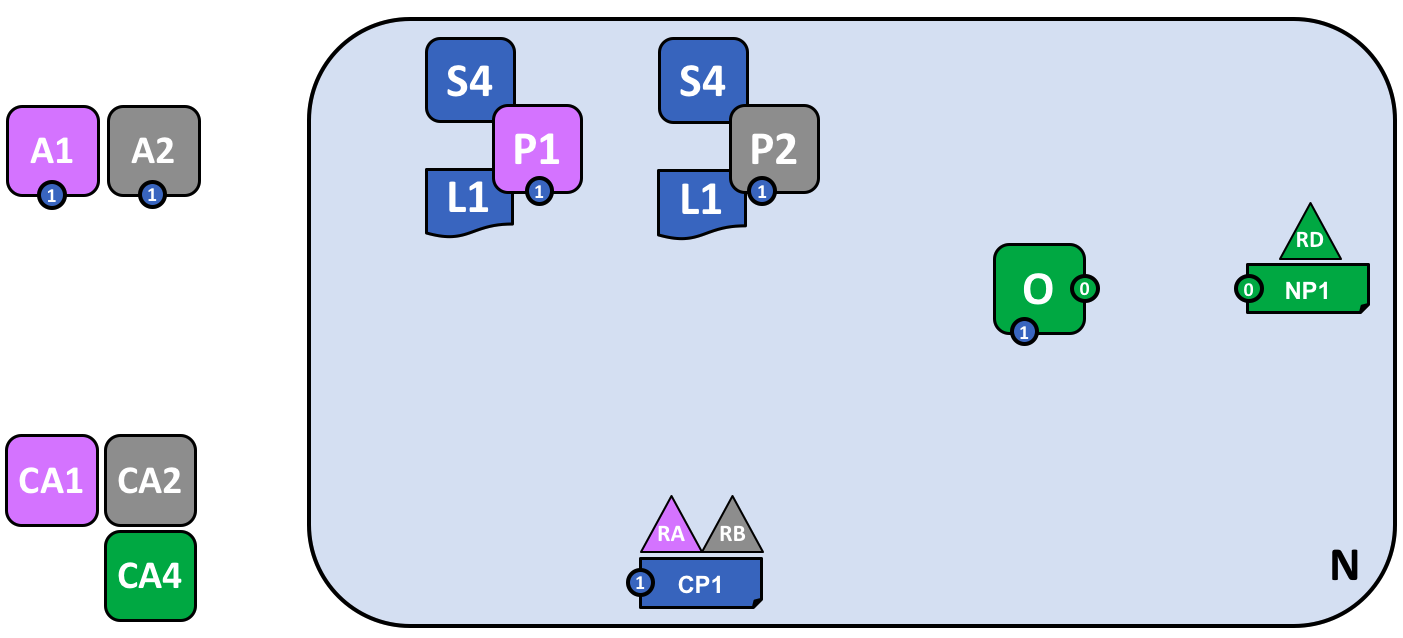 S4 S4
A1 A2 P1 P2
1 1 L1 1 L1 1
RD
O 0 0 NP1
1
CA1 CA2
RA RB
CA4 1 CP1 N